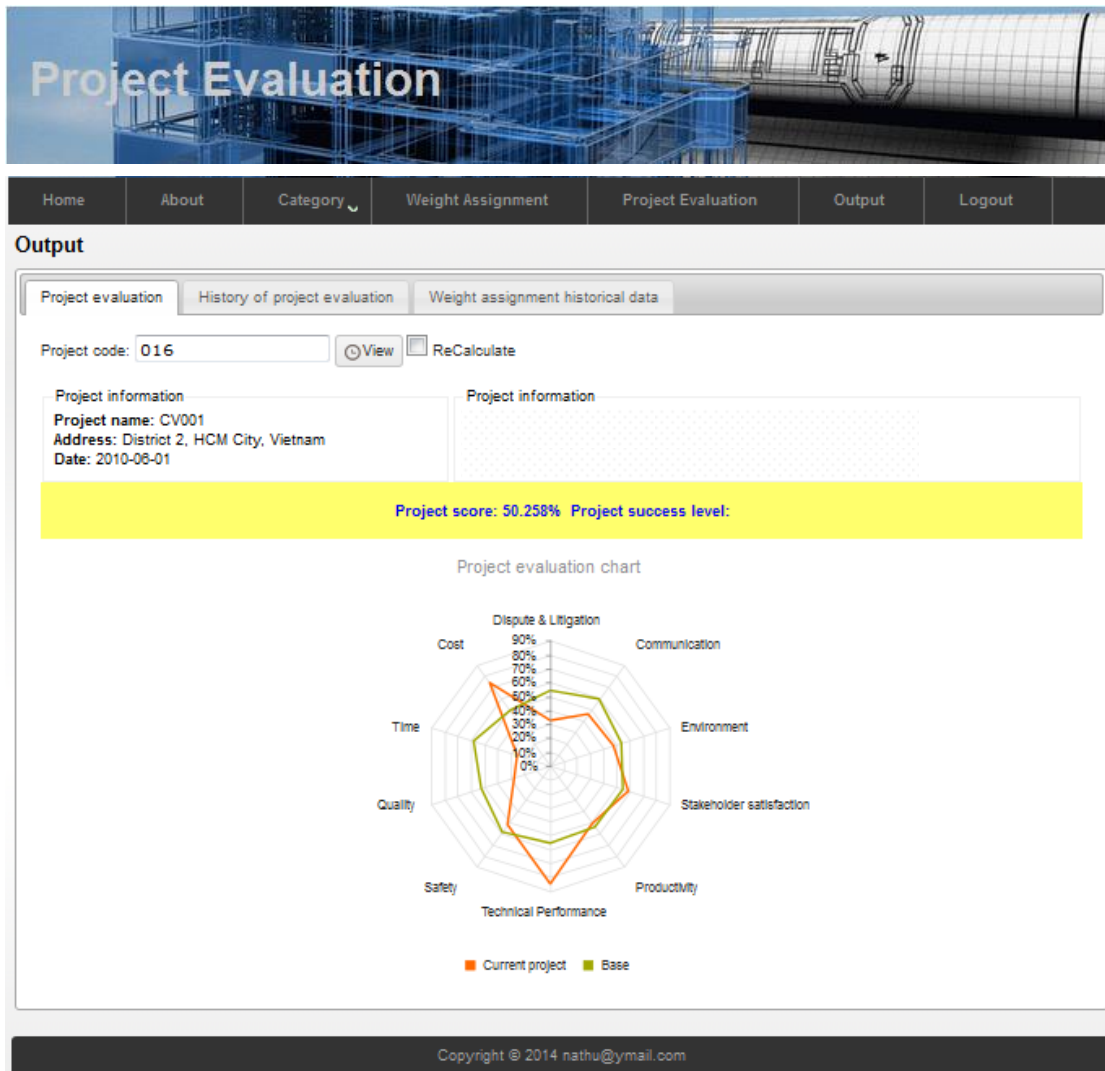 Project Evaluation
Home About Category Weight Assignment Project Evaluation Output Logout
Output
Project evaluation History of project evaluation Weight assignment historical data
Project code: 016 View ReCalculate
Project information
Project name: CV001
Address: District 2, HCM City, Vietnam
Date: 2010-06-01
Project information
Project score: 50.258% Project success level:
Project evaluation chart
Dispute & Litigation
Communication
Environment
Stakeholder satisfaction
Productivity
Technical Performance
Safety
Quality
Time
Cost
90%
80%
70%
60%
50%
40%
30%
20%
10%
0%
Current project Base
Copyright © 2014 nathu@ymail.com